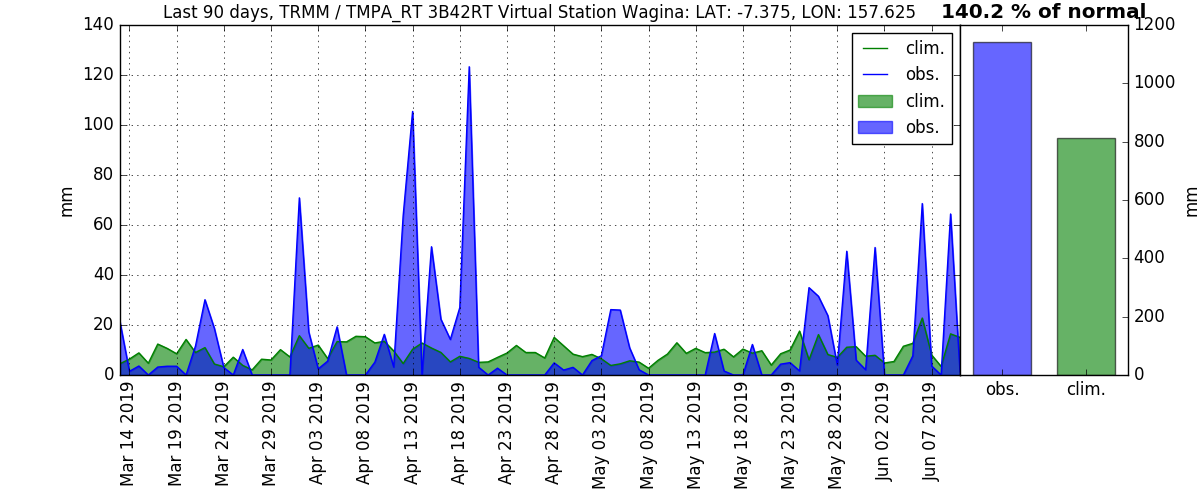 Last 90 days, TRMM / TMPA_RT 3B42RT Virtual Station Wagina: LAT: -7.375, LON: 157.625
140.2 % of normal
140
120
100
80
60
40
20
0
mm
clim.
obs.
clim.
obs.
1200
1000
800
600
400
200
0
mm
obs.
clim.
Mar 14 2019
Mar 19 2019
Mar 24 2019
Mar 29 2019
Apr 03 2019
Apr 08 2019
Apr 13 2019
Apr 18 2019
Apr 23 2019
Apr 28 2019
May 03 2019
May 08 2019
May 13 2019
May 18 2019
May 23 2019
May 28 2019
Jun 02 2019
Jun 07 2019